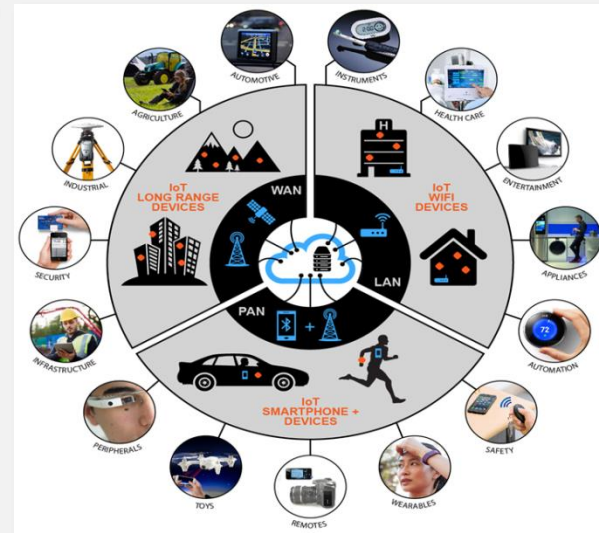 AUTOMOTIVE
INSTRUMENTS
AGRICULTURE
HEALTH CARE
INDUSTRIAL
ENTERTAINMENT
SECURITY
APPLIANCES
INFRASTRUCTURE
AUTOMATION
PERIPHERALS
SAFETY
TOYS
WEARABLES
REMOTES
IoT
LONG RANGE
DEVICES
WAN
H
IoT
WIFI
DEVICES
LAN
PAN
+
IoT
SMARTPHONE +
DEVICES
72